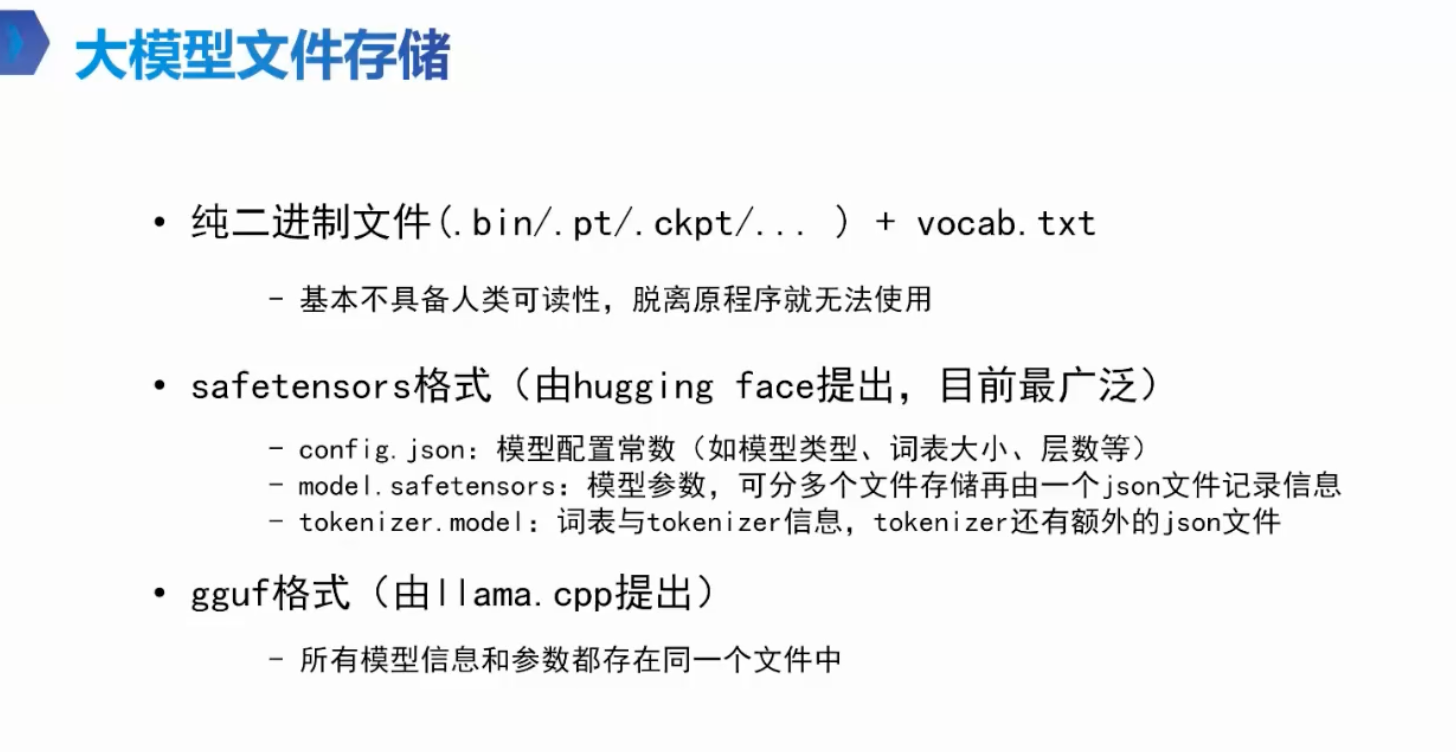 大模型文件存储
• 纯二进制文件(.bin/.pt/.ckpt/... ) + vocab.txt
– 基本不具备人类可读性，脱离原程序就无法使用
• safetensors格式（由hugging face提出，目前最广泛）
– config.json：模型配置常数（如模型类型、词表大小、层数等）
– model.safetensors：模型参数，可分多个文件存储再由一个json文件记录信息
– tokenizer.model：词表与tokenizer信息，tokenizer还有额外的json文件
• gguf格式（由llama.cpp提出）
– 所有模型信息和参数都存在同一个文件中